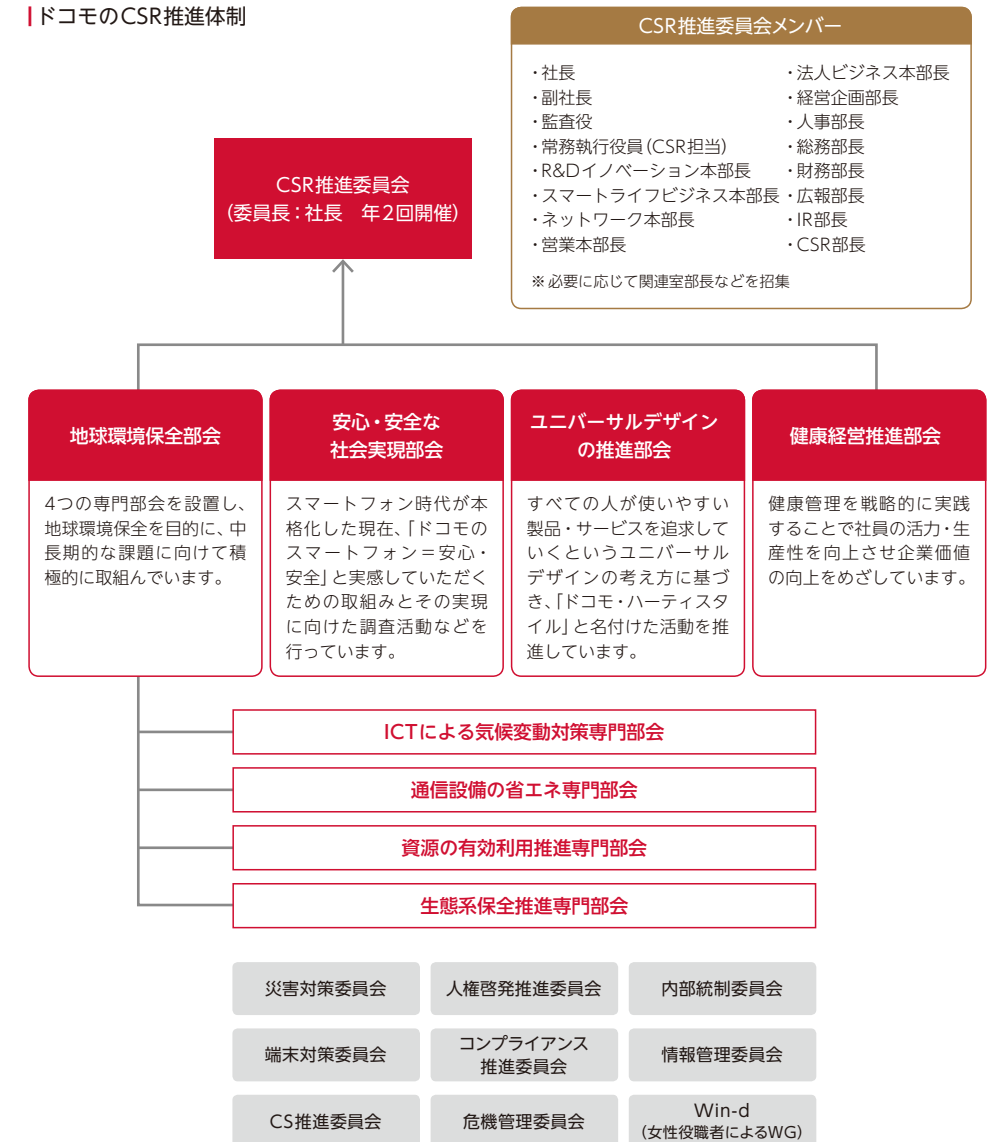 ドコモのCSR推進体制
CSR推進委員会メンバー
・社長
・副社長
・監査役
・常務執行役員(CSR担当)
・R&Dイノベーション本部長
・スマートライフビジネス本部長
・ネットワーク本部長
・営業本部長
・法人ビジネス本部長
・経営企画部長
・人事部長
・総務部長
・財務部長
・広報部長
・IR部長
・CSR部長
※必要に応じて関連室部長などを招集
CSR推進委員会
(委員長:社長 年2回開催)
地球環境保全部会
4つの専門部会を設置し、
地球環境保全を目的に、中
長期的な課題に向けて積
極的に取組んでいます。
安心・安全な
社会実現部会
スマートフォン時代が本
格化した現在、「ドコモの
スマートフォン=安心・
安全」と実感していただく
ための取組みとその実現
に向けた調査活動などを
行っています。
ユニバーサルデザイン
の推進部会
すべての人が使いやすい
製品・サービスを追求して
いくというユニバーサル
デザインの考え方に基づ
き、「ドコモ・ハーティスタ
イル」と名付けた活動を推
進しています。
健康経営推進部会
健康管理を戦略的に実践
することで社員の活力・生
産性を向上させ企業価値
の向上をめざしています。
ICTによる気候変動対策専門部会
通信設備の省エネ専門部会
資源の有効利用推進専門部会
生態系保全推進専門部会
災害対策委員会
人権啓発推進委員会
内部統制委員会
端末対策委員会
コンプライアンス
推進委員会
情報管理委員会
CS推進委員会
危機管理委員会
Win-d
(女性役職者によるWG)